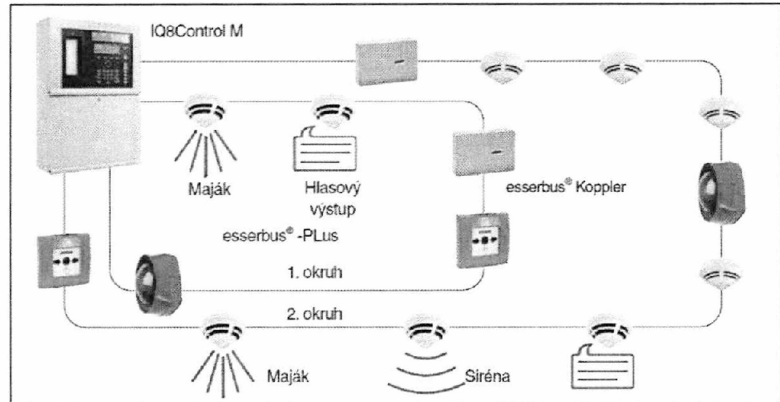 IQ8Control M
Maják
Hlasový
výstup
esserbus® Koppler
esserbus® -PLus
1. okruh
2. okruh
Maják
Siréna